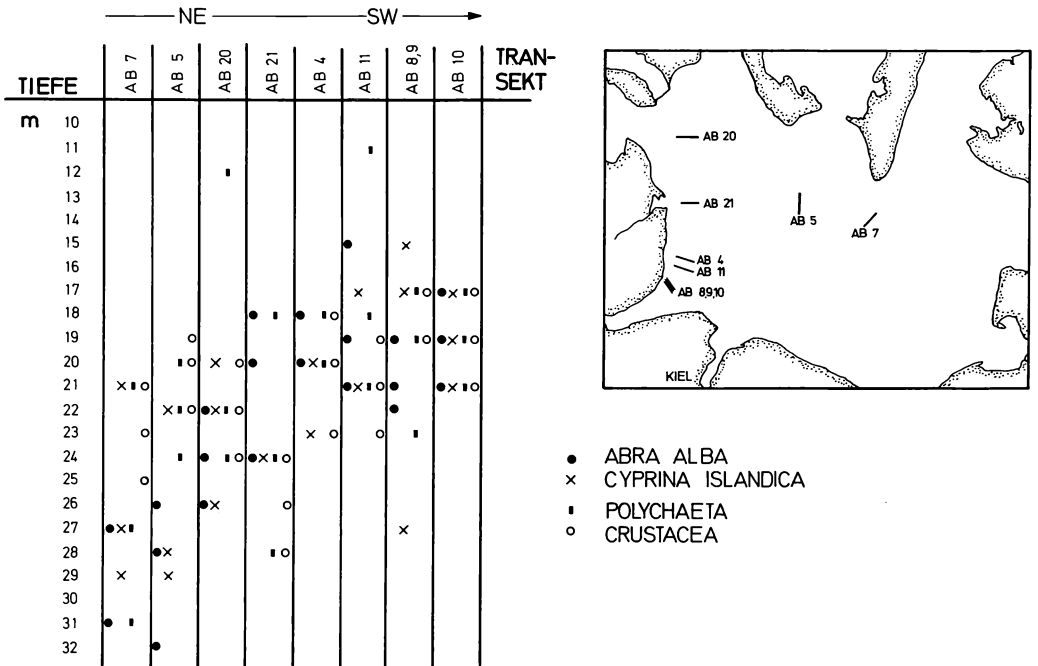 NE SW
AB 7 AB 5 AB 20 AB 21 AB 4 AB 11 AB 8,9 AB 10 TRAN-
TIEFE SEKT
m 10
11
12
13
14
15
16
17
18
19
20
21
22
23
24
25
26
27
28
29
30
31
32
AB 20
AB 21
AB 5
AB 7
AB 4
AB 11
AB 8,9,10
KIEL
ABRA ALBA
CYPRINA ISLANDICA
POLYCHAETA
CRUSTACEA